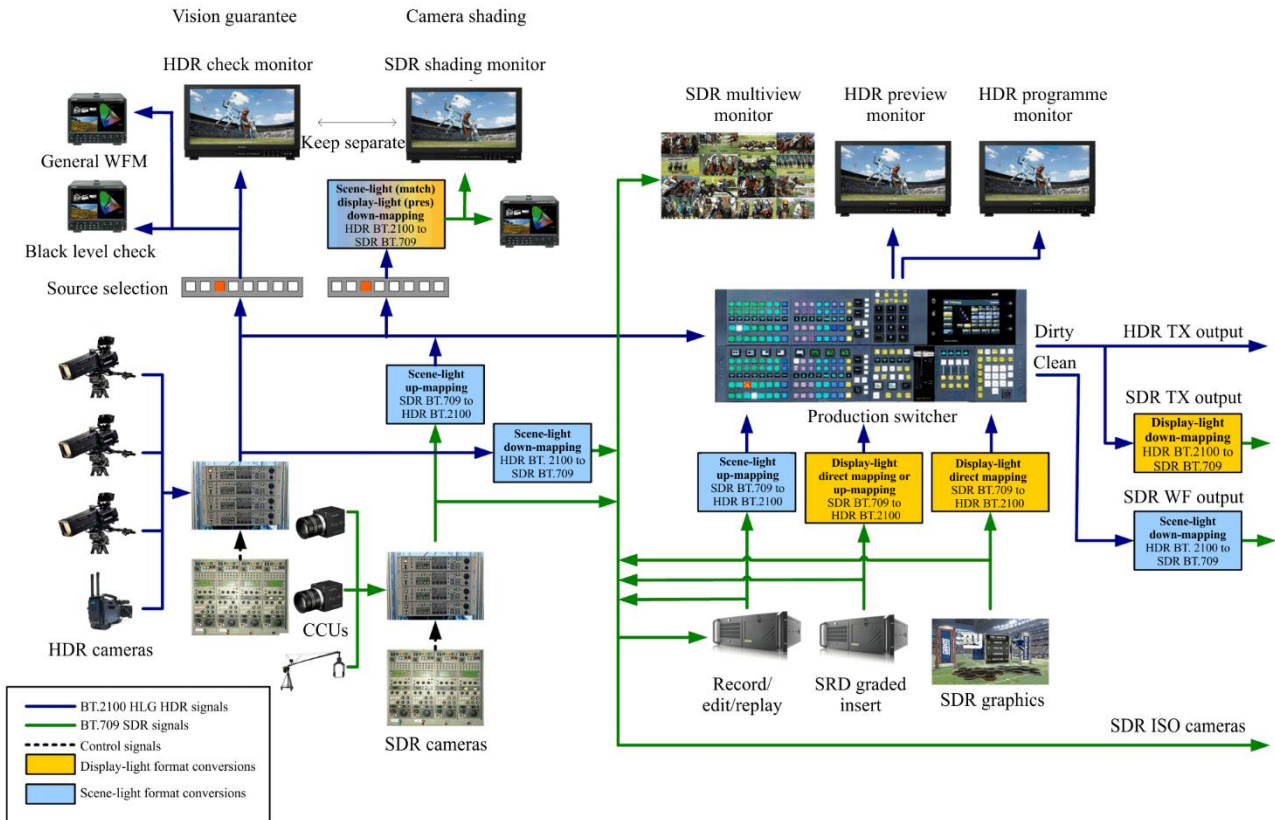 Vision guarantee
Camera shading
HDR check monitor
SDR shading monitor
Keep separate
General WFM
Black level check
Scene-light (match)
display-light (pres)
down-mapping
HDR BT.2100 to
SDR BT.709
Source selection
SDR multiview
monitor
HDR preview
monitor
HDR programme
monitor
Dirty
Clean
Production switcher
HDR TX output
SDR TX output
Display-light
down-mapping
HDR BT.2100 to
SDR BT.709
SDR WF output
Scene-light
down-mapping
HDR BT. 2100 to
SDR BT.709
Scene-light
up-mapping
SDR BT.709 to
HDR BT.2100
Scene-light
down-mapping
HDR BT. 2100 to
SDR BT.709
Scene-light
up-mapping
SDR BT.709 to
HDR BT.2100
Display-light
direct mapping or
up-mapping
SDR BT.709 to
HDR BT.2100
Display-light
direct mapping
SDR BT.709 to
HDR BT.2100
HDR cameras
CCUs
SDR cameras
Record/
edit/replay
SRD graded
insert
SDR graphics
SDR ISO cameras
BT.2100 HLG HDR signals
BT.709 SDR signals
Control signals
Display-light format conversions
Scene-light format conversions